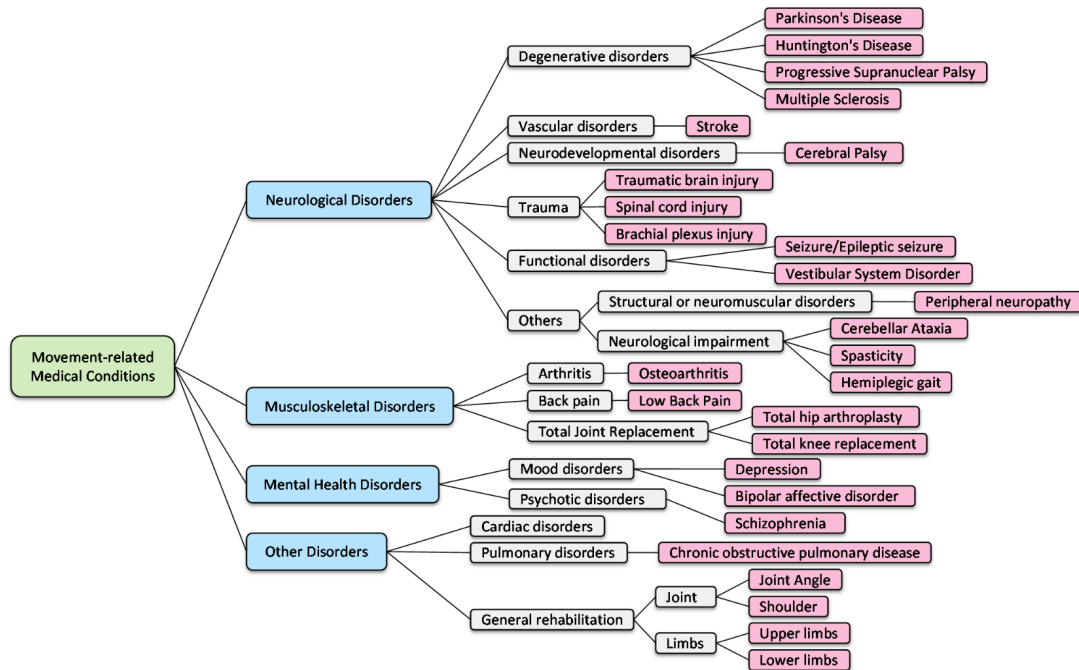 Parkinson's Disease
Degenerative disorders
Huntington's Disease
Progressive Supranuclear Palsy
Multiple Sclerosis
Vascular disorders
Stroke
Neurodevelopmental disorders
Cerebral Palsy
Neurological Disorders
Traumatic brain injury
Trauma
Spinal cord injury
Brachial plexus injury
Functional disorders
Seizure/Epileptic seizure
Vestibular System Disorder
Others
Structural or neuromuscular disorders
Peripheral neuropathy
Neurological impairment
Cerebellar Ataxia
Spasticity
Hemiplegic gait
Movement-related
Medical Conditions
Musculoskeletal Disorders
Arthritis
Osteoarthritis
Back pain
Low Back Pain
Total Joint Replacement
Total hip arthroplasty
Total knee replacement
Mental Health Disorders
Mood disorders
Depression
Bipolar affective disorder
Psychotic disorders
Schizophrenia
Other Disorders
Cardiac disorders
Pulmonary disorders
Chronic obstructive pulmonary disease
General rehabilitation
Joint
Joint Angle
Shoulder
Limbs
Upper limbs
Lower limbs